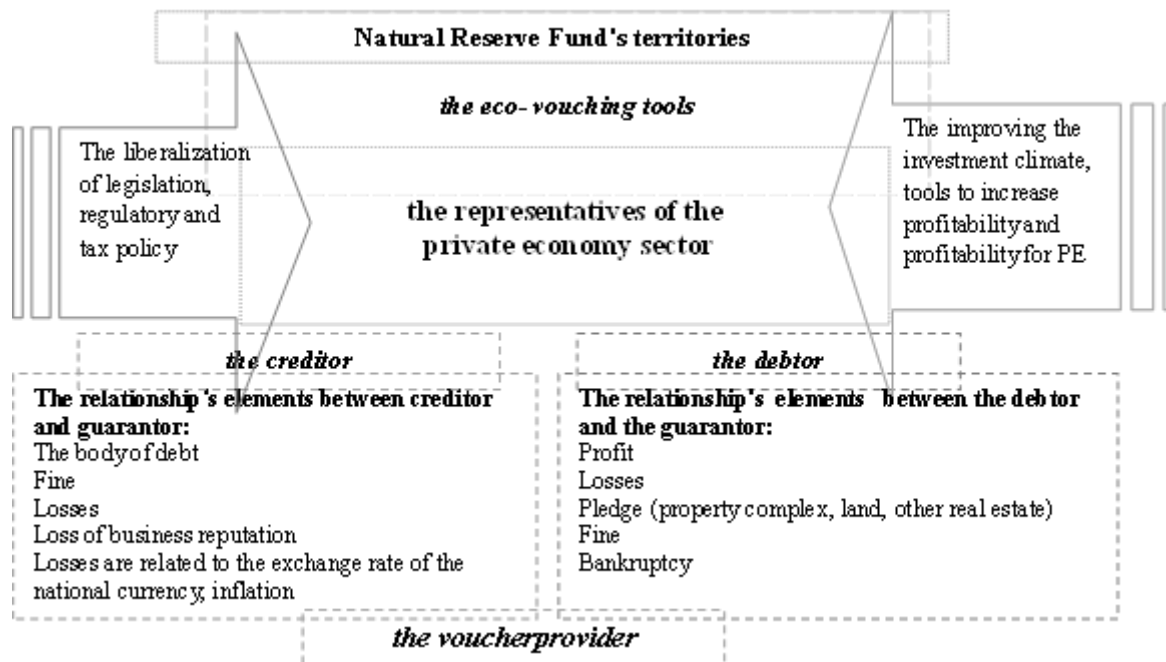 Natural Reserve Fund's territories
the eco- vouching tools
The liberalization
of legislation,
regulatory and
tax policy
the representatives of the
private economy sector
The improving the
investment climate,
tools to increase
profitability and
profitability for PE
the creditor
The relationship's elements between creditor
and guarantor:
The body of debt
Fine
Losses
Loss of business reputation
Losses are related to the exchange rate of the
national currency, inflation
the debtor
The relationship's elements between the debtor
and the guarantor:
Profit
Losses
Pledge (property complex, land, other real estate)
Fine
Bankruptcy
the voucherprovider